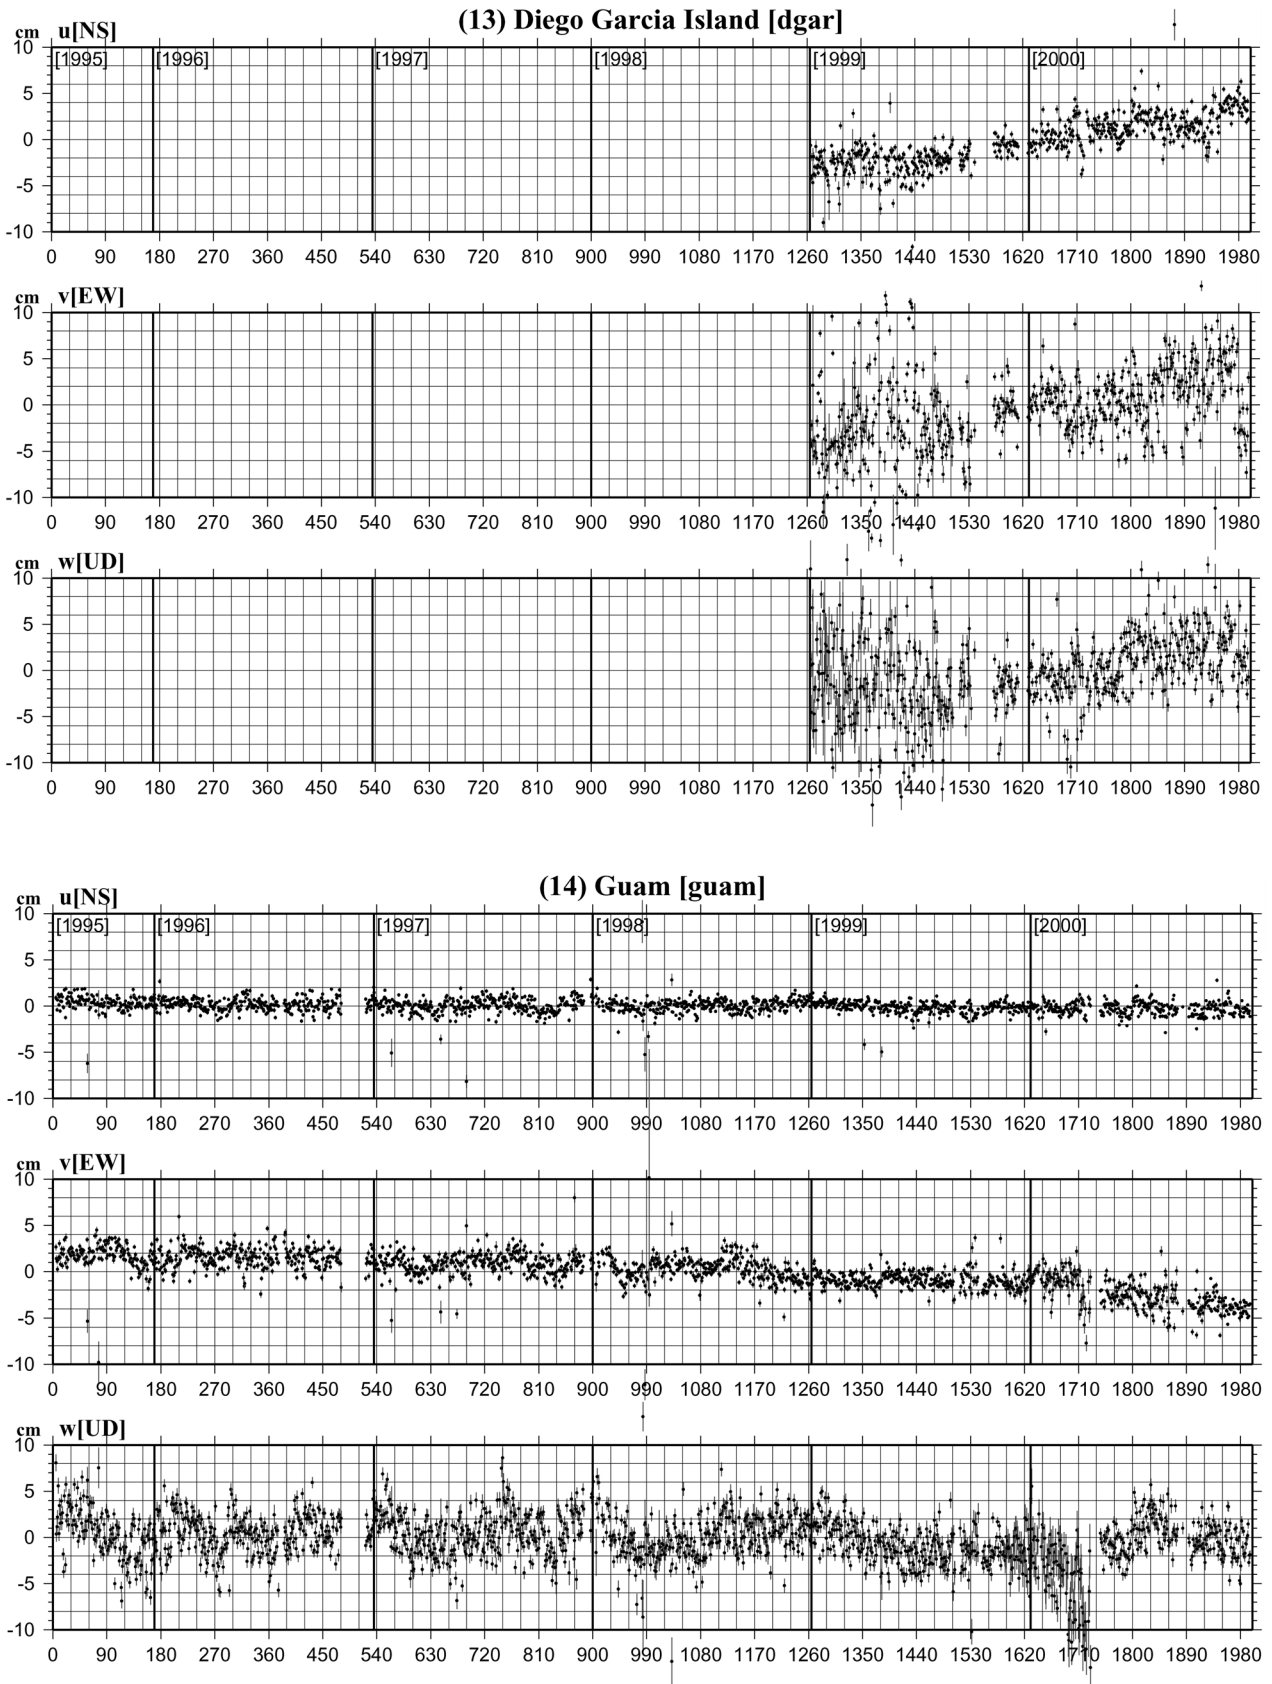 (13) Diego Garcia Island [dgar]
cm u[NS]
10 [1995] [1996] [1997] [1998] [1999] [2000]
5
0
-5
-10
0 90 180 270 360 450 540 630 720 810 900 990 1080 1170 1260 1350 1440 1530 1620 1710 1800 1890 1980
cm v[EW]
10
5
0
-5
-10
0 90 180 270 360 450 540 630 720 810 900 990 1080 1170 1260 1350 1440 1530 1620 1710 1800 1890 1980
cm w[UD]
10
5
0
-5
-10
0 90 180 270 360 450 540 630 720 810 900 990 1080 1170 1260 1350 1440 1530 1620 1710 1800 1890 1980
(14) Guam [guam]
cm u[NS]
10 [1995] [1996] [1997] [1998] [1999] [2000]
5
0
-5
-10
0 90 180 270 360 450 540 630 720 810 900 990 1080 1170 1260 1350 1440 1530 1620 1710 1800 1890 1980
cm v[EW]
10
5
0
-5
-10
0 90 180 270 360 450 540 630 720 810 900 990 1080 1170 1260 1350 1440 1530 1620 1710 1800 1890 1980
cm w[UD]
10
5
0
-5
-10
0 90 180 270 360 450 540 630 720 810 900 990 1080 1170 1260 1350 1440 1530 1620 1710 1800 1890 1980